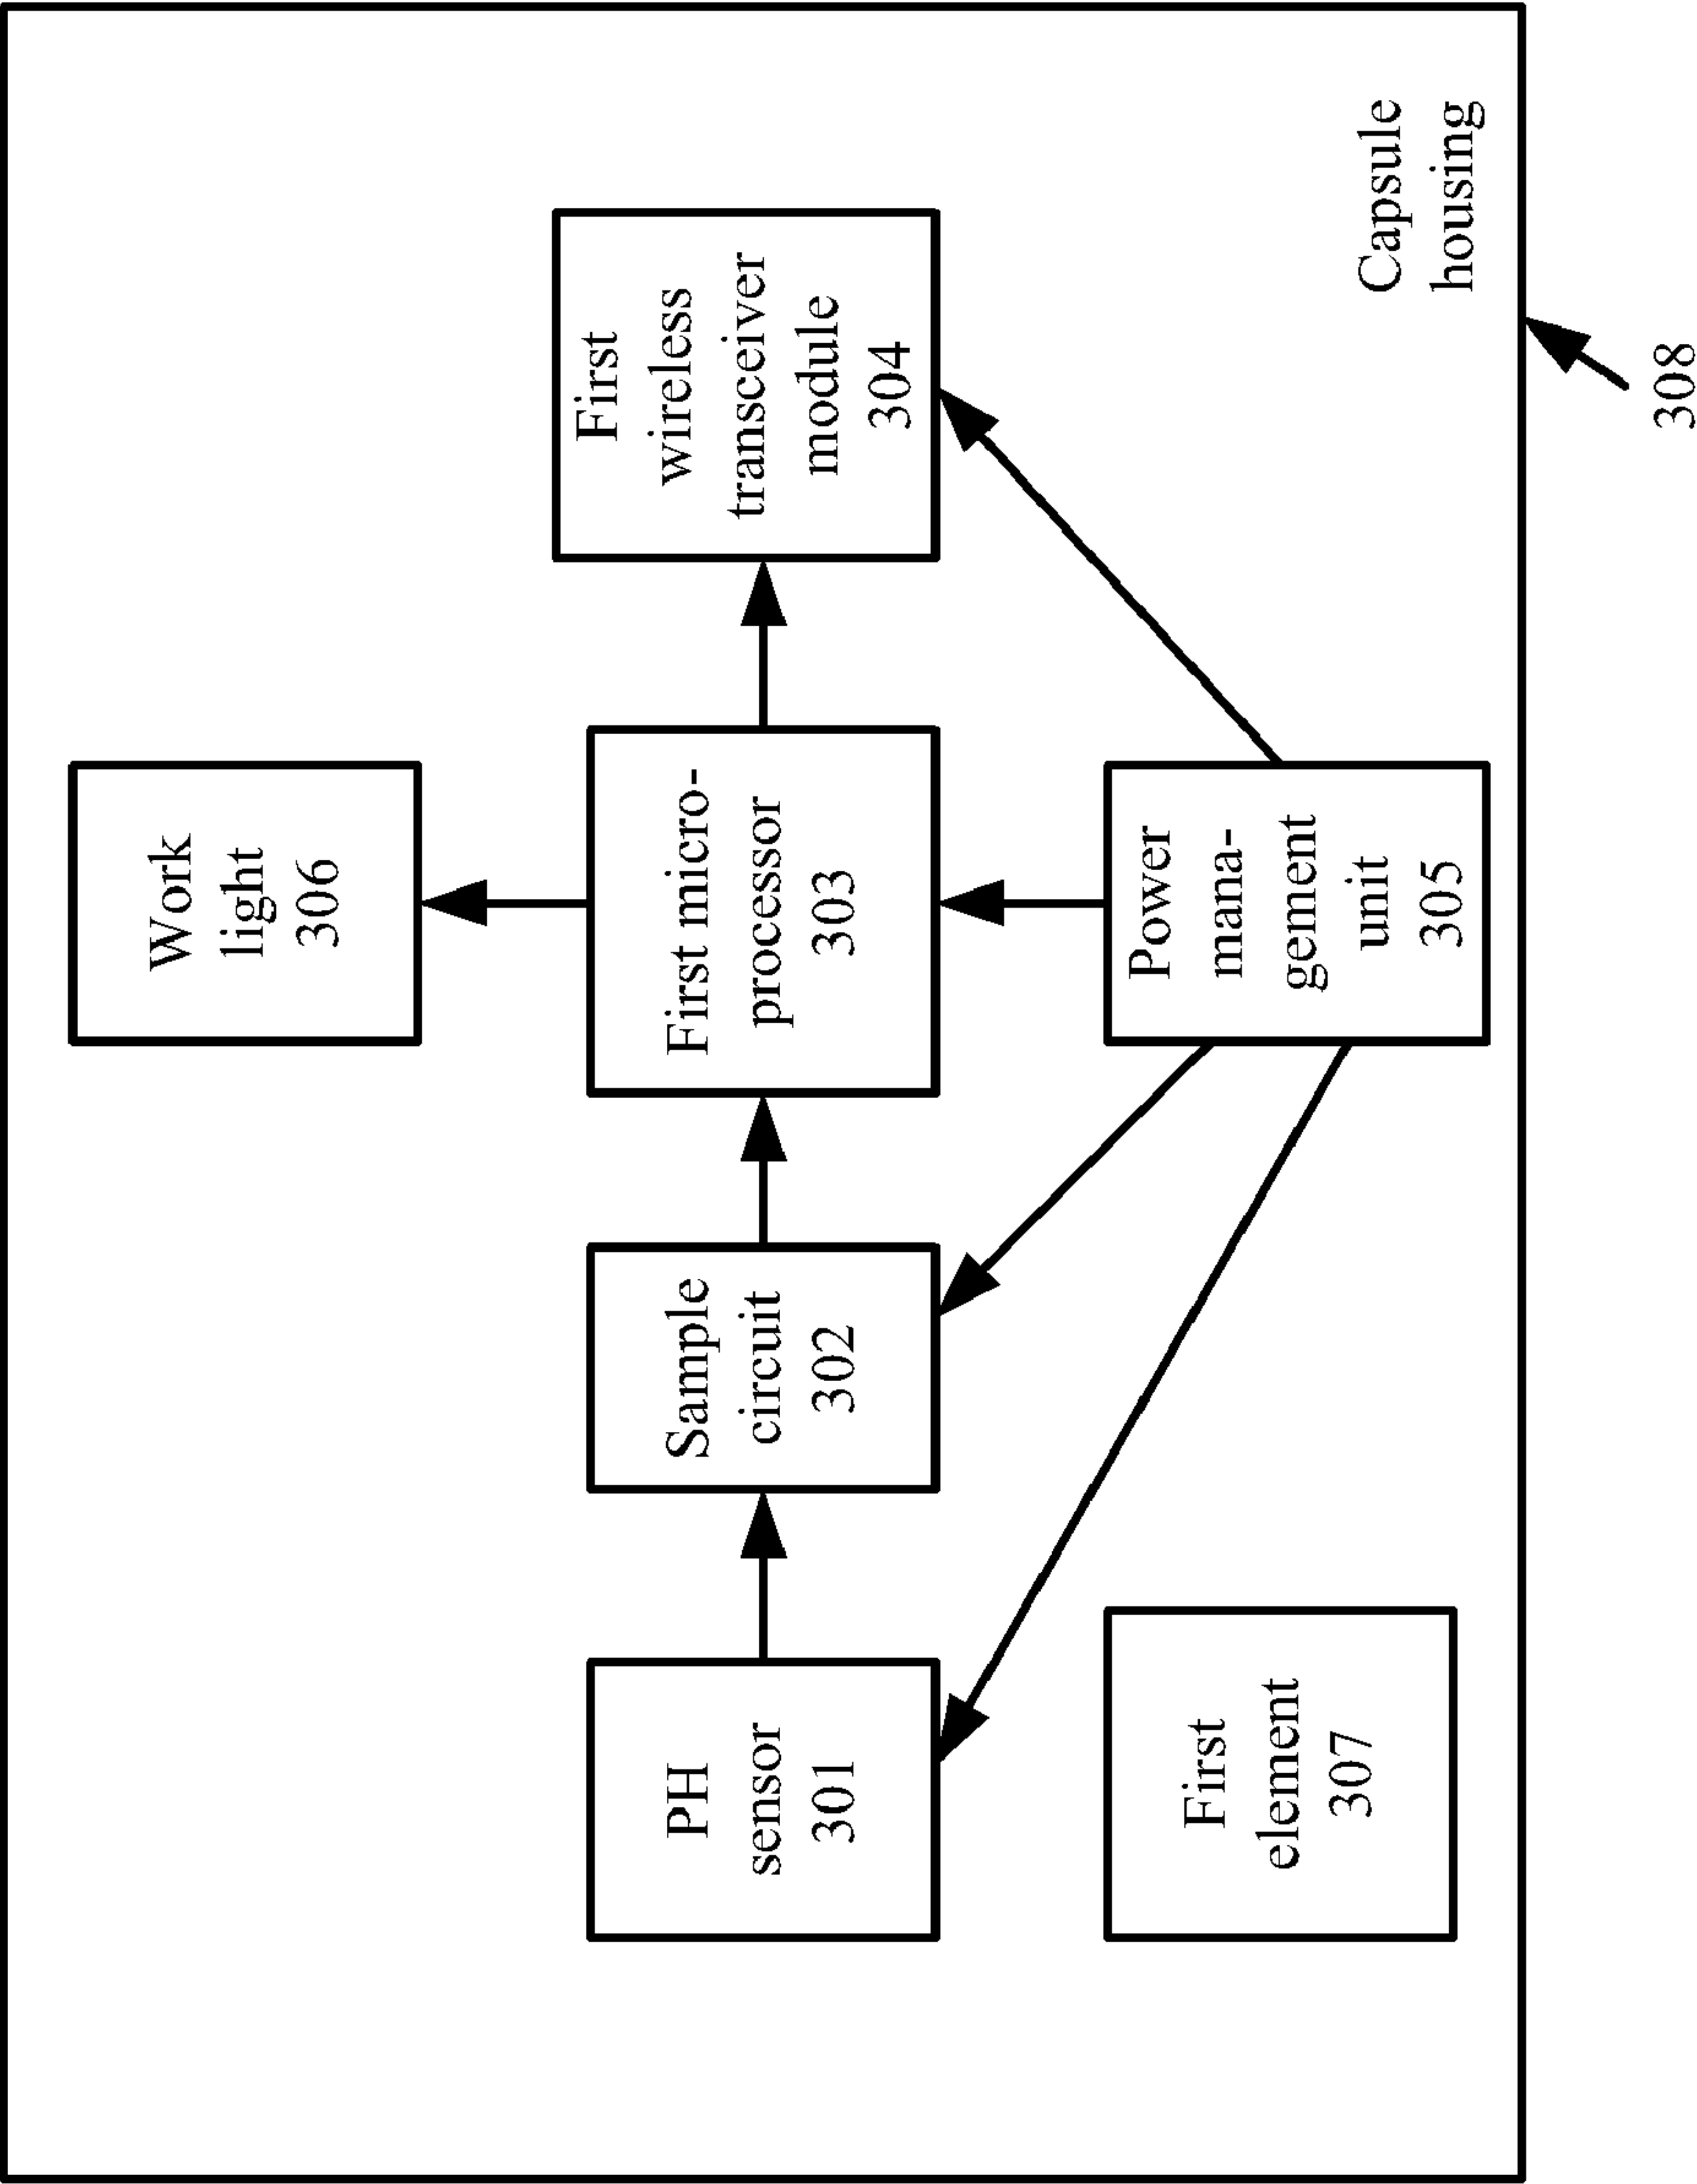 Work
light
306
PH
sensor
301
Sample
circuit
302
First micro-
processor
303
First
wireless
transceiver
module
304
First
element
307
Power
mana-
gement
unit
305
Capsule
housing
308